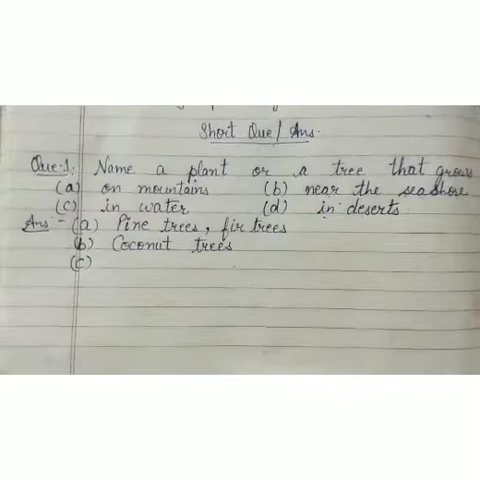 Short Que/Ans.
Que.1. Name a plant or a tree that grows
(a) on mountains (b) near the seashore
(c) in water (d) in deserts.
Ans - (a) Pine trees, fir trees
(b) Coconut trees
(c)